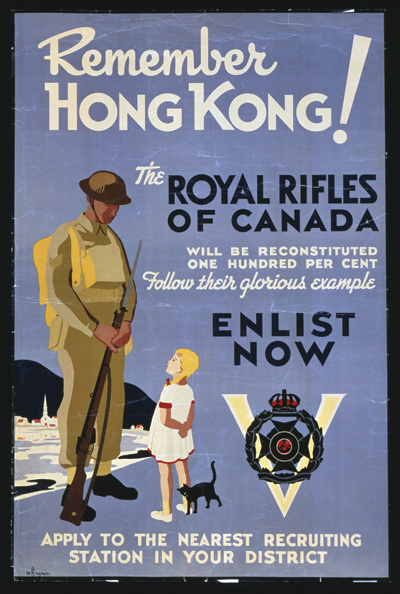 Remember
HONG KONG!
The ROYAL RIFLES
OF CANADA
WILL BE RECONSTITUTED
ONE HUNDRED PER CENT
Follow their glorious example
ENLIST
NOW
V
APPLY TO THE NEAREST RECRUITING
STATION IN YOUR DISTRICT